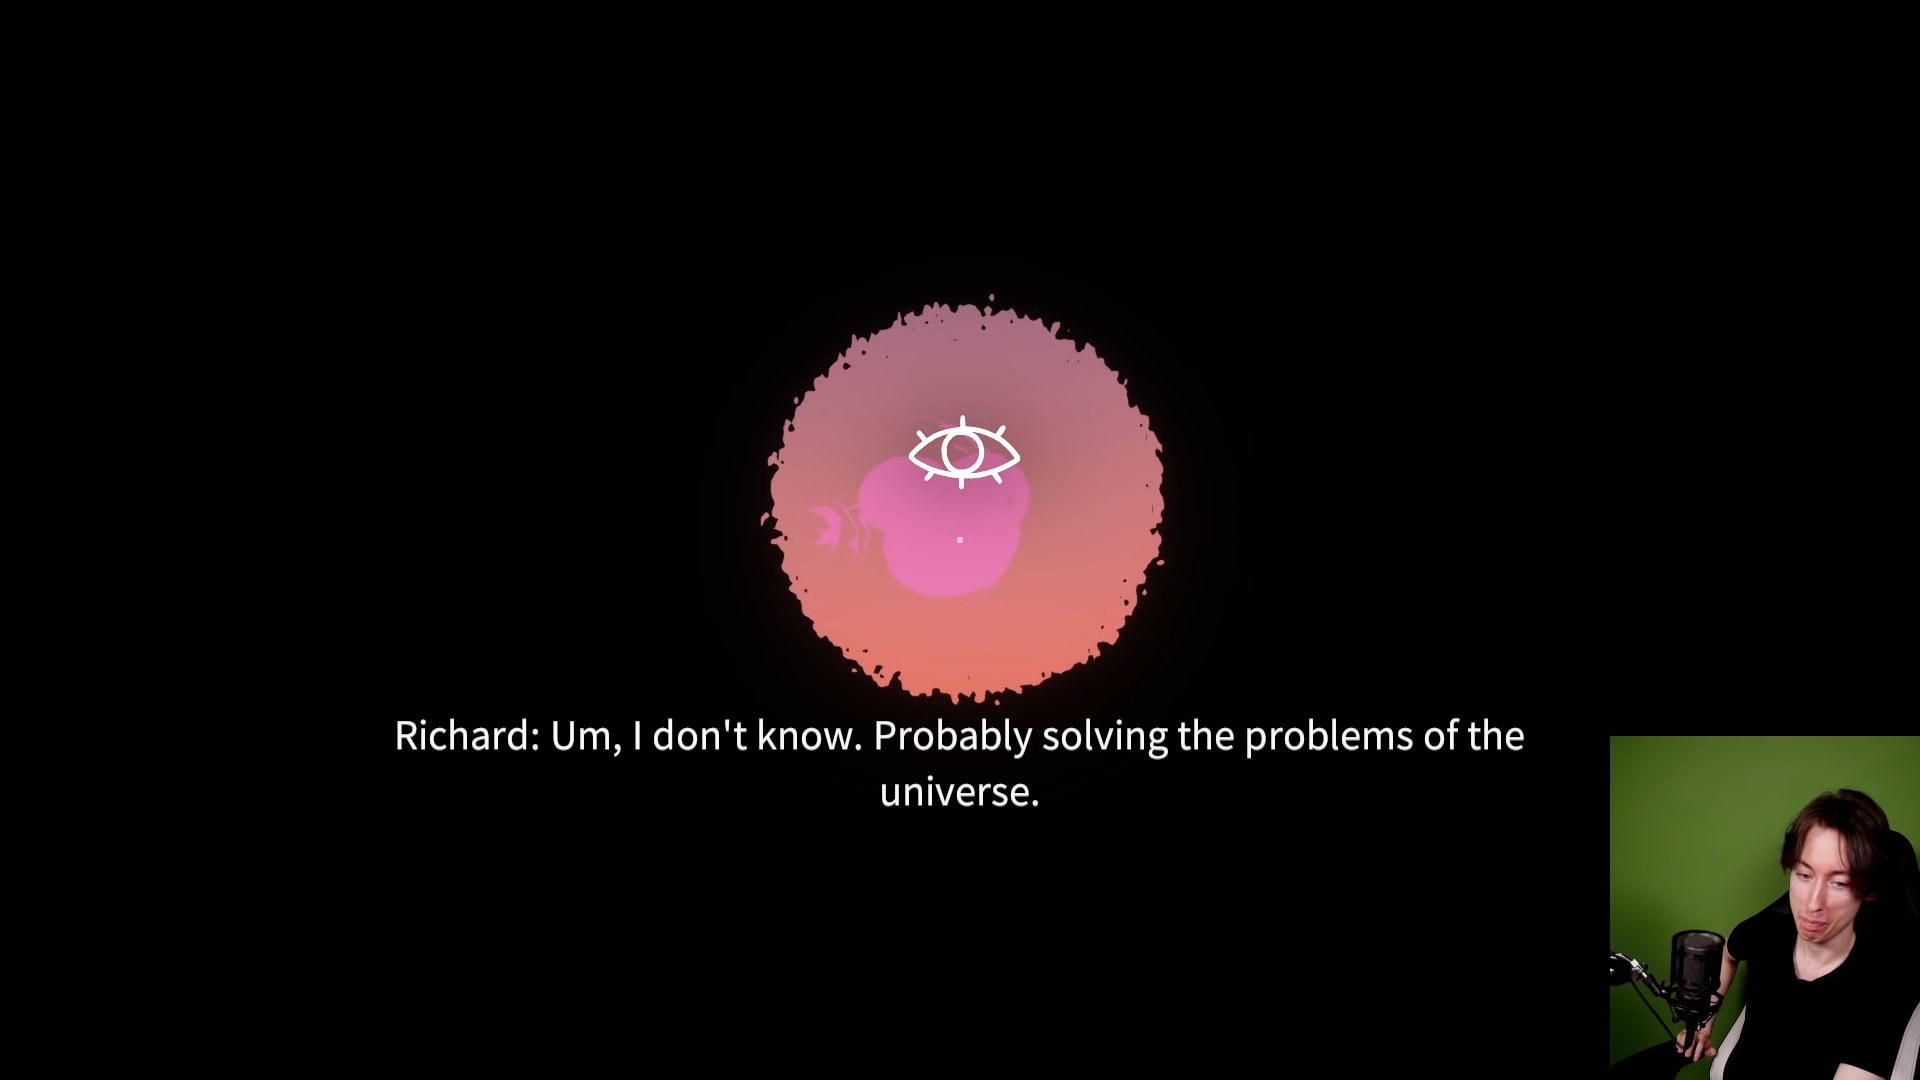 Richard: Um, I don't know. Probably solving the problems of the
universe.